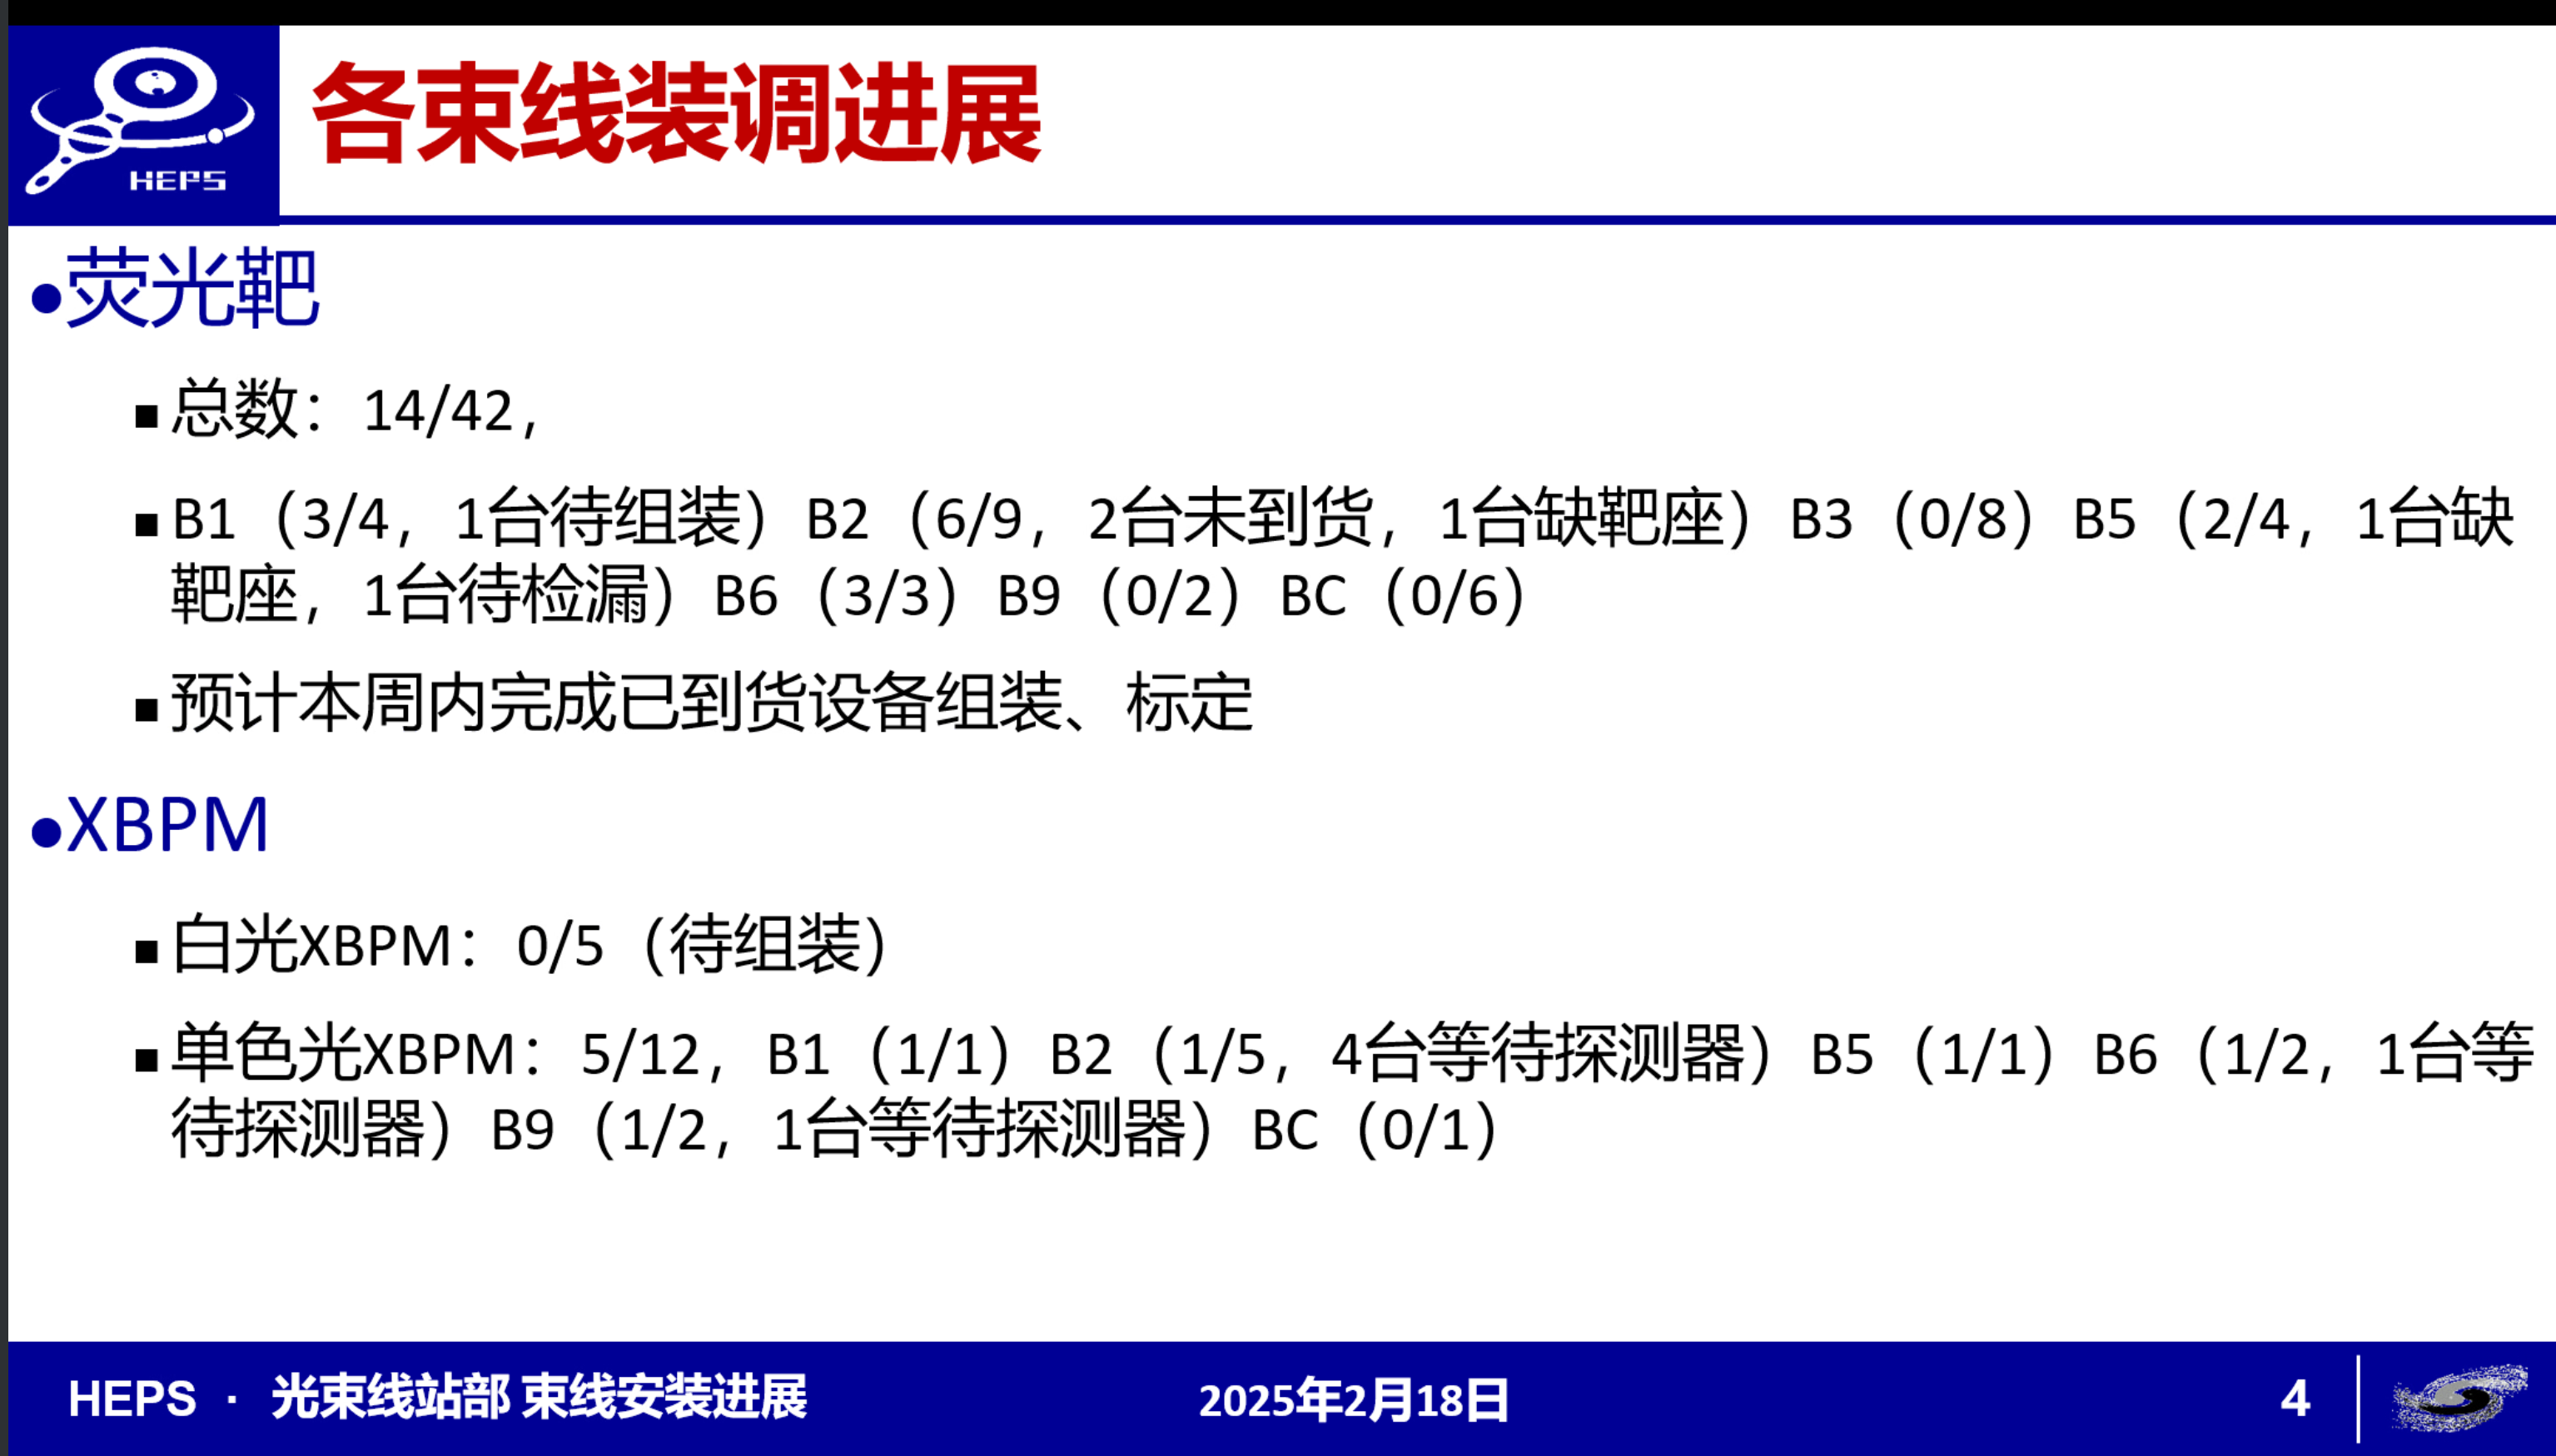 HEPS
各束线装调进展
●荧光靶
■总数：14/42，
■B1（3/4，1台待组装）B2（6/9，2台未到货，1台缺靶座）B3（0/8）B5（2/4，1台缺
靶座，1台待检漏）B6（3/3）B9（0/2）BC（0/6）
■预计本周内完成已到货设备组装、标定
●XBPM
■白光XBPM：0/5（待组装）
■单色光XBPM：5/12，B1（1/1）B2（1/5，4台等待探测器）B5（1/1）B6（1/2，1台等
待探测器）B9（1/2，1台等待探测器）BC（0/1）
HEPS · 光束线站部 束线安装进展 2025年2月18日 4